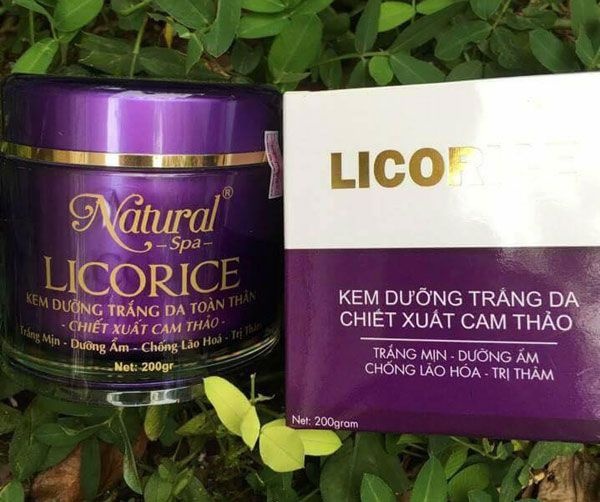 Natural®
Spa
LICORICE
KEM DƯỠNG TRẮNG DA TOÀN THÂN
- CHIẾT XUẤT CAM THẢO -
Trắng Mịn - Dưỡng Ẩm - Chống Lão Hoá - Trị Thâm
Net: 200gr
LICORICE
KEM DƯỠNG TRẮNG DA
CHIẾT XUẤT CAM THẢO
TRẮNG MỊN - DƯỠNG ẨM
CHỐNG LÃO HÓA - TRỊ THÂM
Net: 200gram